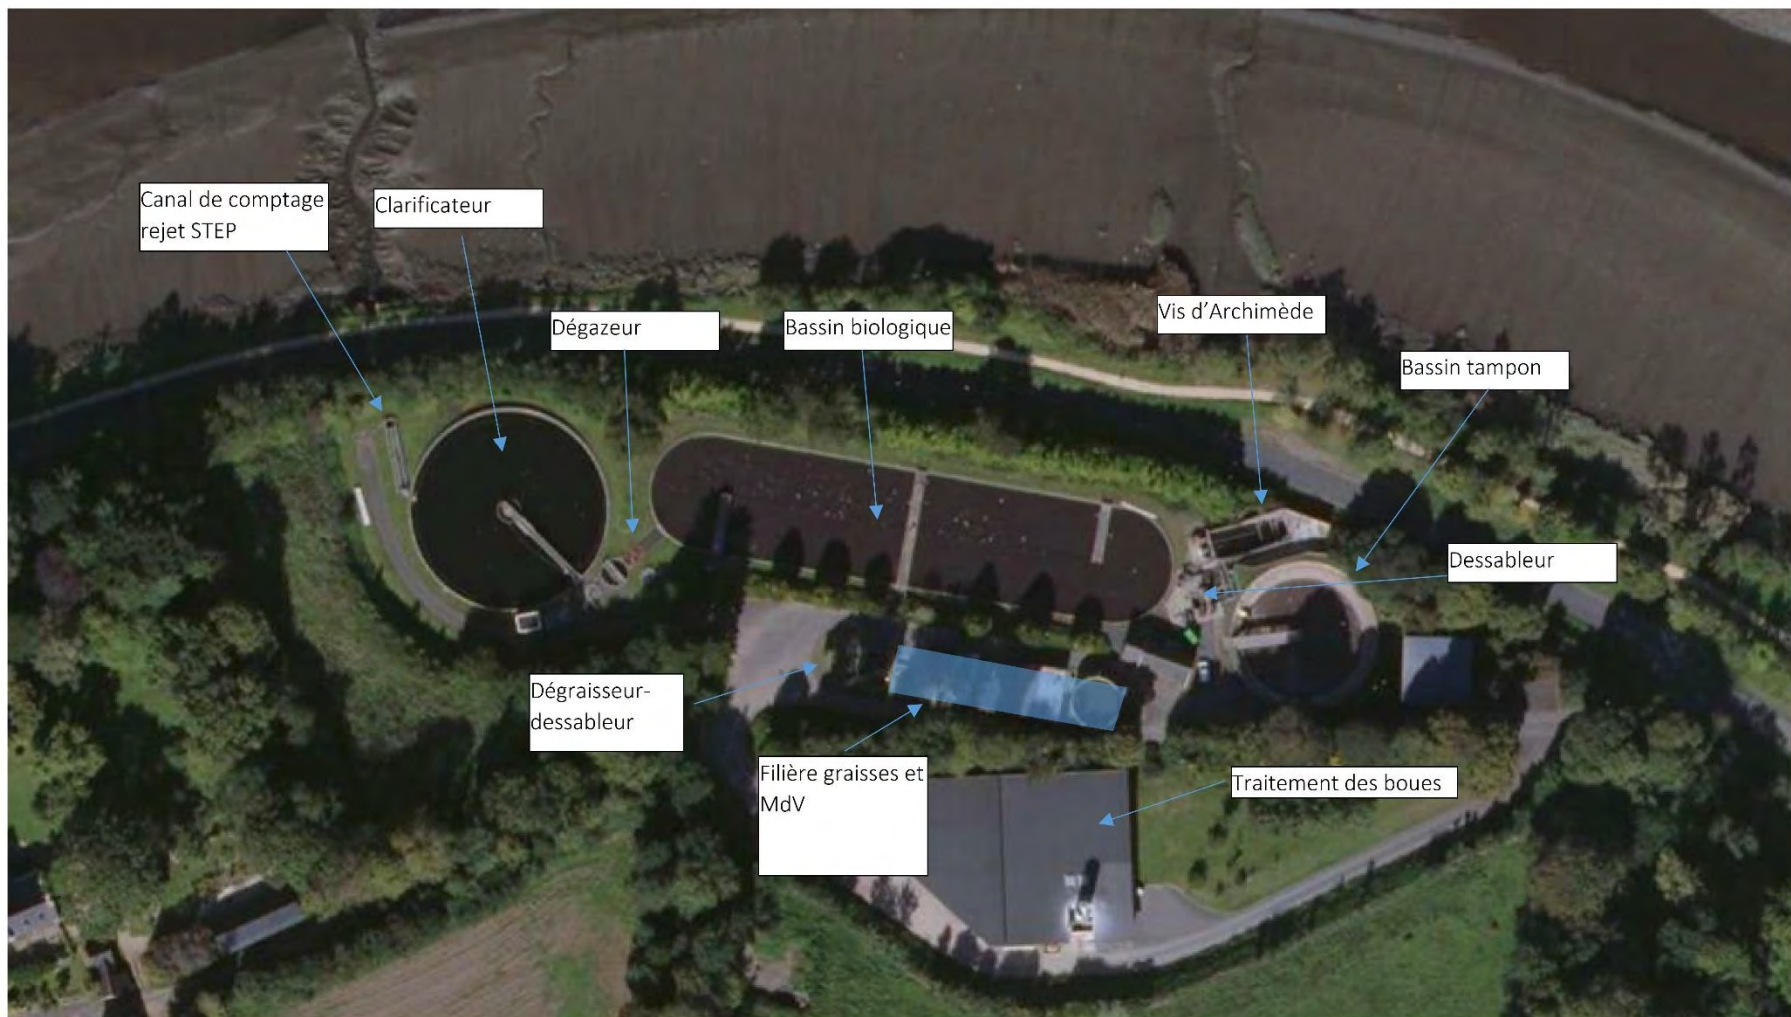 Canal de comptage
rejet STEP
Clarificateur
Dégazeur
Bassin biologique
Vis d'Archimède
Bassin tampon
Dessableur
Dégraisseur-
dessableur
Filière graisses et
MdV
Traitement des boues